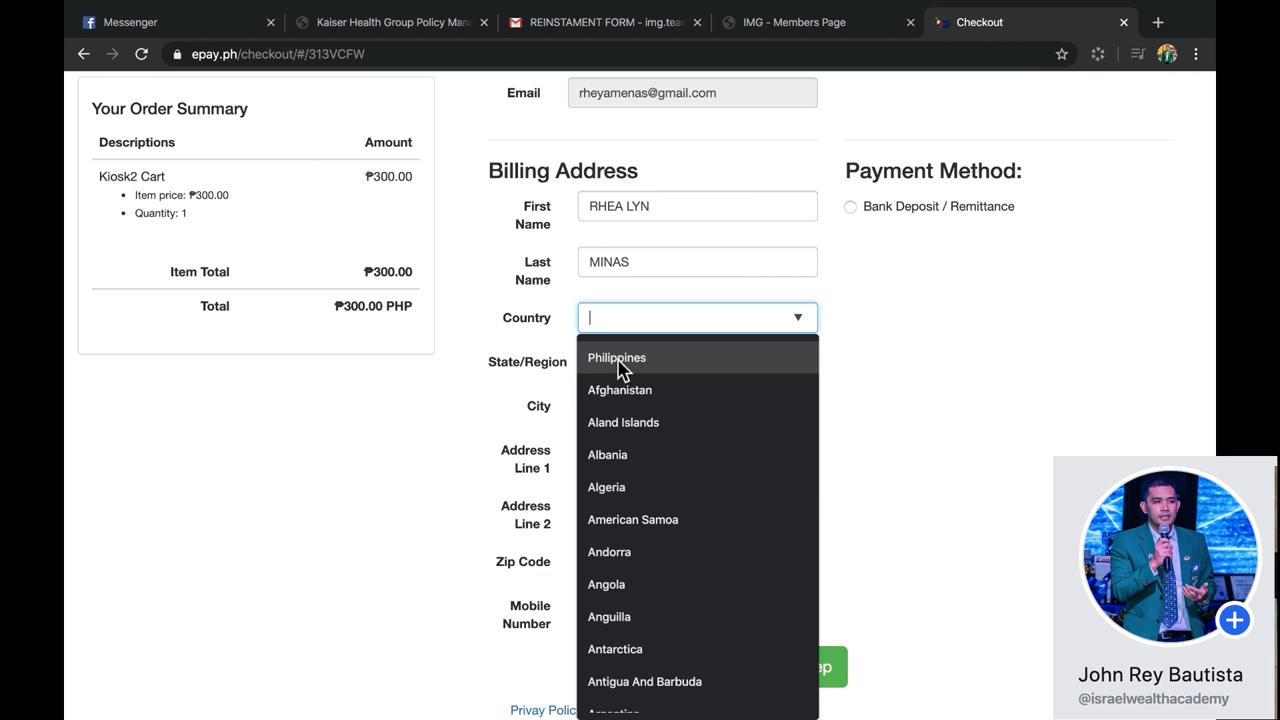 Messenger
Kaiser Health Group Policy Man
REINSTAMENT FORM - img.tear
IMG - Members Page
Checkout
epay.ph/checkout/#/313VCFW
Your Order Summary
Descriptions Amount
Kiosk2 Cart ₱300.00
Item price: ₱300.00
Quantity: 1
Item Total ₱300.00
Total ₱300.00 PHP
Email rheyamenas@gmail.com
Billing Address
First Name RHEA LYN
Last Name MINAS
Country
State/Region
City
Address Line 1
Address Line 2
Zip Code
Mobile Number
Philippines
Afghanistan
Aland Islands
Albania
Algeria
American Samoa
Andorra
Angola
Anguilla
Antarctica
Antigua And Barbuda
ep
Privay Polic
Payment Method:
Bank Deposit / Remittance
John Rey Bautista
@israelwealthacademy